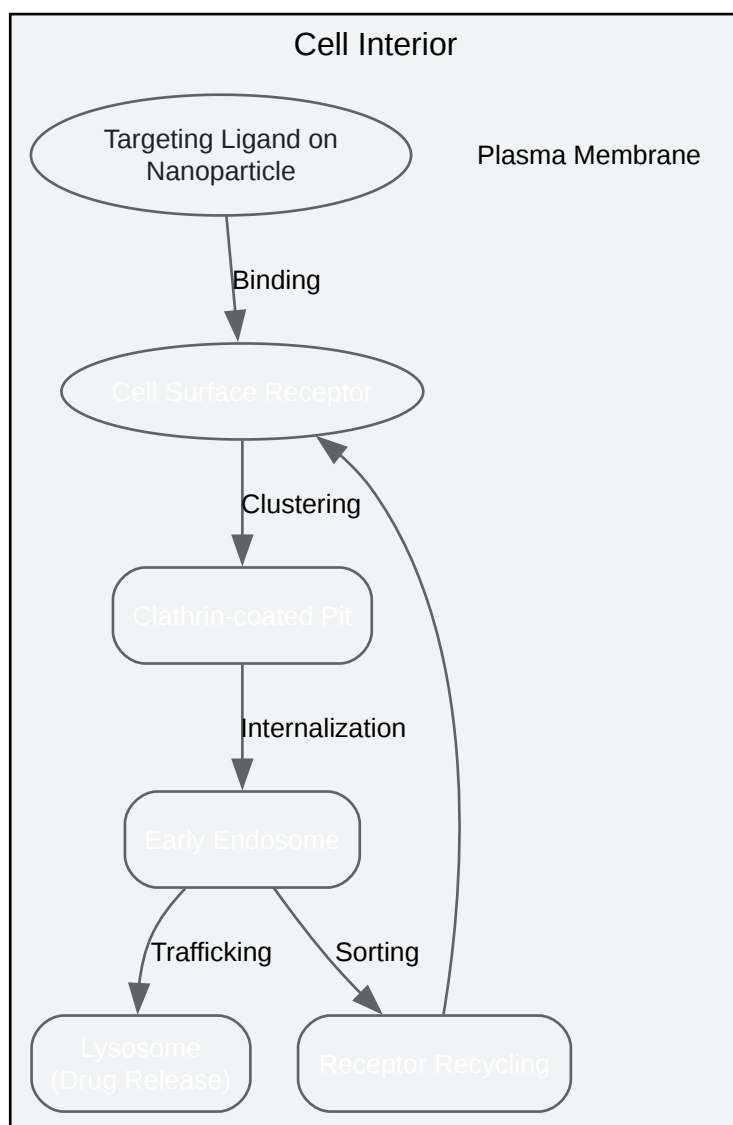 Cell Interior
Targeting Ligand on
Nanoparticle
Plasma Membrane
Binding
Cell Surface Receptor
Clustering
Clathrin-coated Pit
Internalization
Early Endosome
Trafficking
Sorting
Lysosome
(Drug Release)
Receptor Recycling